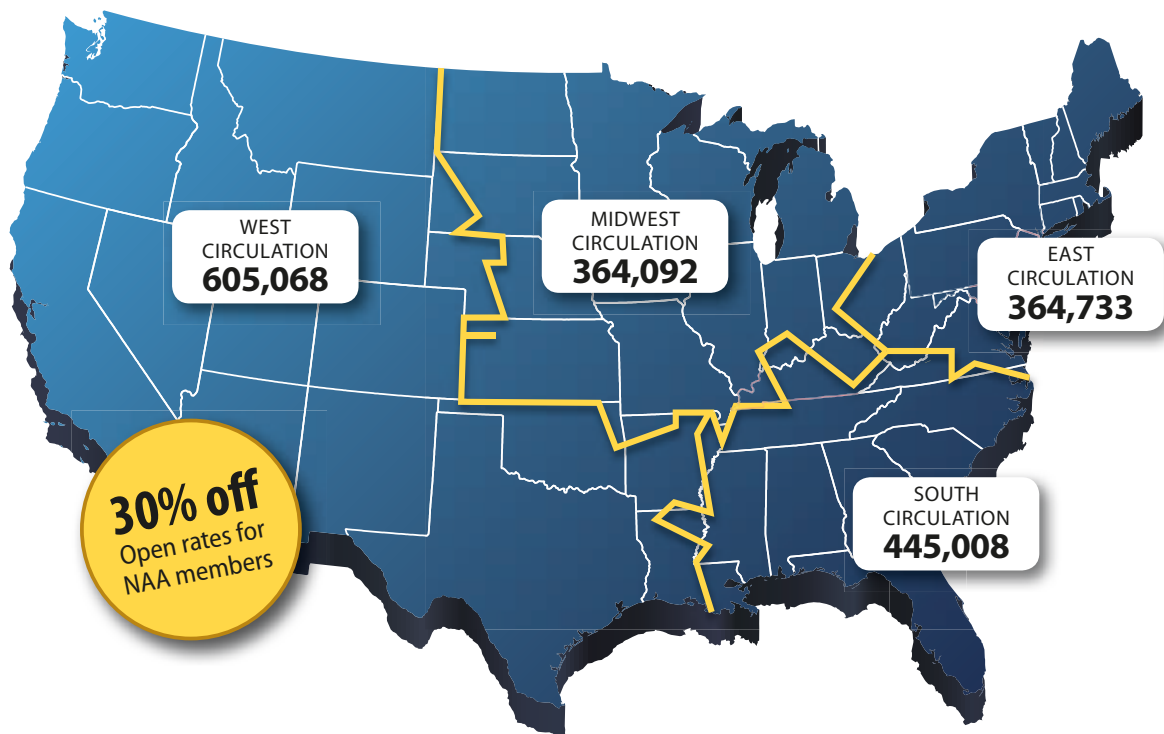 WEST
CIRCULATION
605,068
MIDWEST
CIRCULATION
364,092
EAST
CIRCULATION
364,733
30% off
Open rates for
NAA members
SOUTH
CIRCULATION
445,008